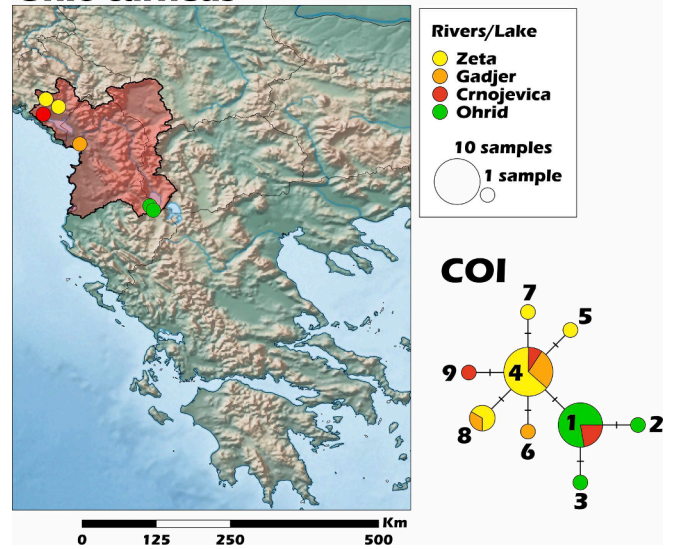 Rivers/Lake
Zeta
Gadjer
Crnojevica
Ohrid
10 samples
1 sample
COI
7
5
9
4
8
6
1
2
3
Km
0 125 250 500